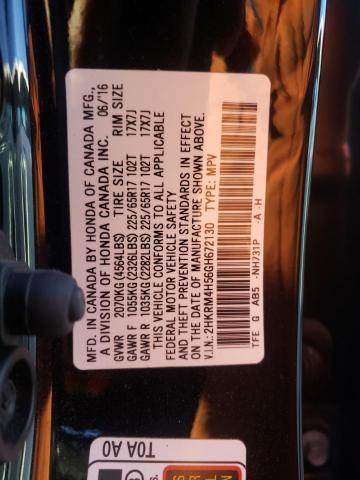 MFD. IN CANADA BY HONDA OF CANADA MFG.,
A DIVISION OF HONDA CANADA INC. 06/16
GVWR 2070KG(4564LBS) TIRE SIZE RIM SIZE
GAWR F 1055KG(2326LBS) 225/65R17 102T 17X7J
GAWR R 1035KG(2282LBS) 225/65R17 102T 17X7J
THIS VEHICLE CONFORMS TO ALL APPLICABLE
FEDERAL MOTOR VEHICLE SAFETY
AND THEFT PREVENTION STANDARDS IN EFFECT
ON THE DATE OF MANUFACTURE SHOWN ABOVE.
V.I.N.: 2HKRM4H56GH672130 TYPE: MPV
TFE G AB5 -NH731P -A -H
T0A A0